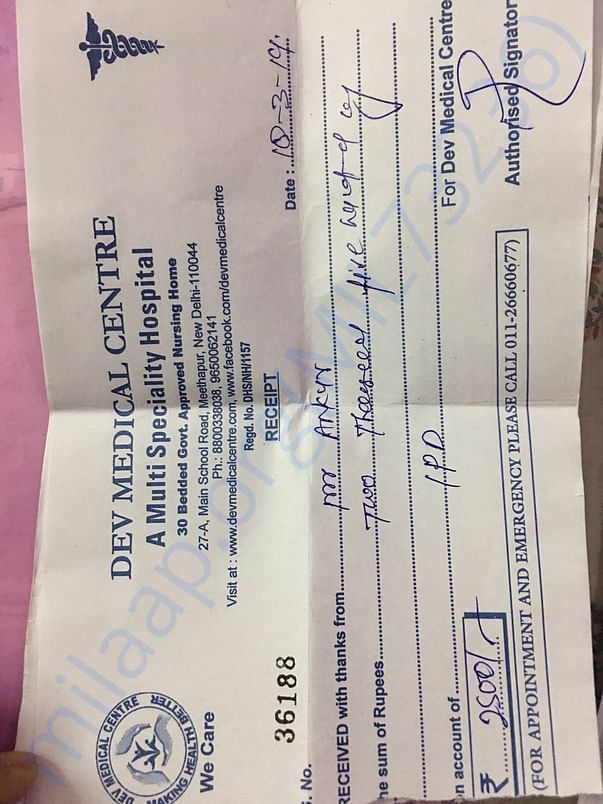 DEV MEDICAL CENTRE
A Multi Speciality Hospital
30 Bedded Govt. Approved Nursing Home
27-A, Main School Road, Meethapur, New Delhi-110044
Ph.: 8800338038, 9650062141
Visit at : www.devmedicalcentre.com, www.facebook.com/devmedicalcentre
Regd. No. DHS/NH/1157
DEV MEDICAL CENTRE
MAKING HEALTH BETTER
We Care
RECEIPT
. No. 36188
Date : 10-3-19
RECEIVED with thanks from Mr Ankur
he sum of Rupees Two Thousand five hundred
n account of IPD
₹ 2500/-
For Dev Medical Centre
Authorised Signator
(FOR APPOINTMENT AND EMERGENCY PLEASE CALL 011-26660677)